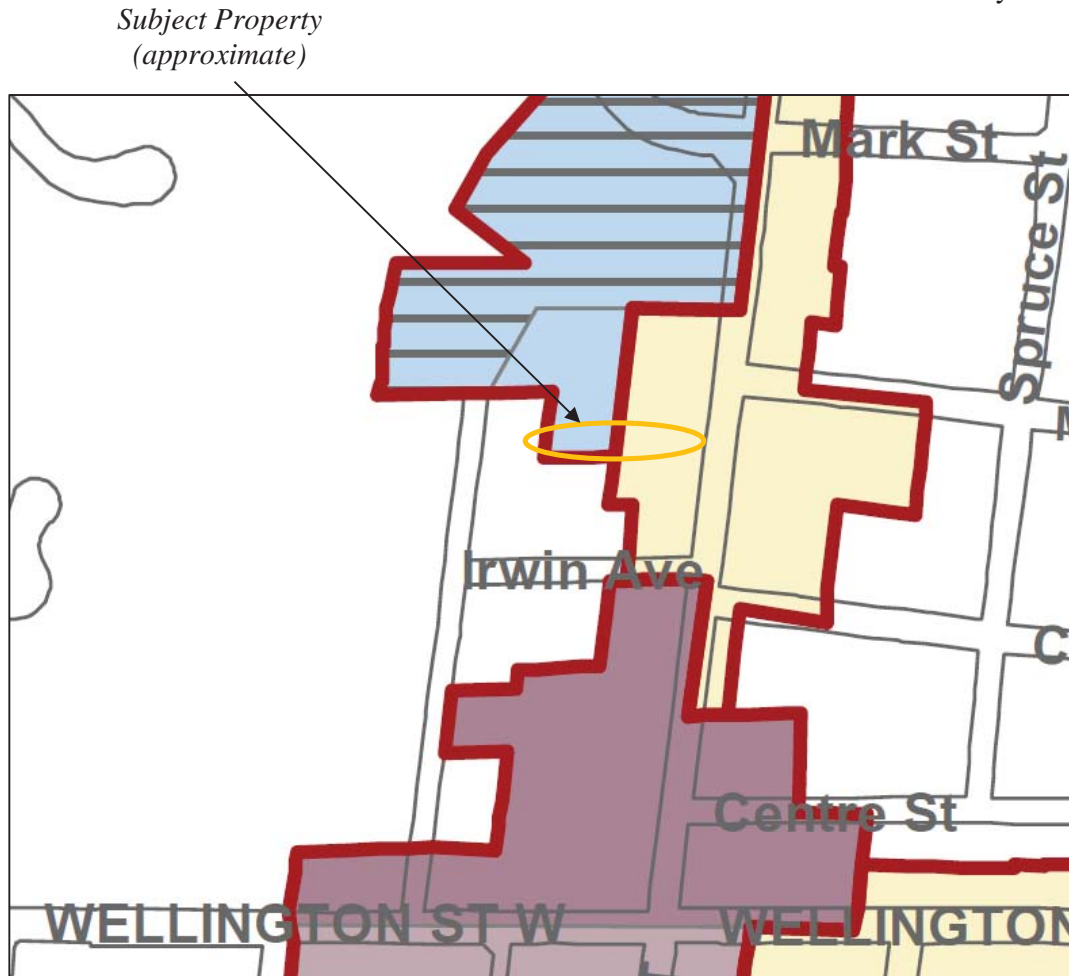 Subject Property
(approximate)
Mark St
Spruce St
Irwin Ave
Centre St
WELLINGTON ST W
WELLINGTON